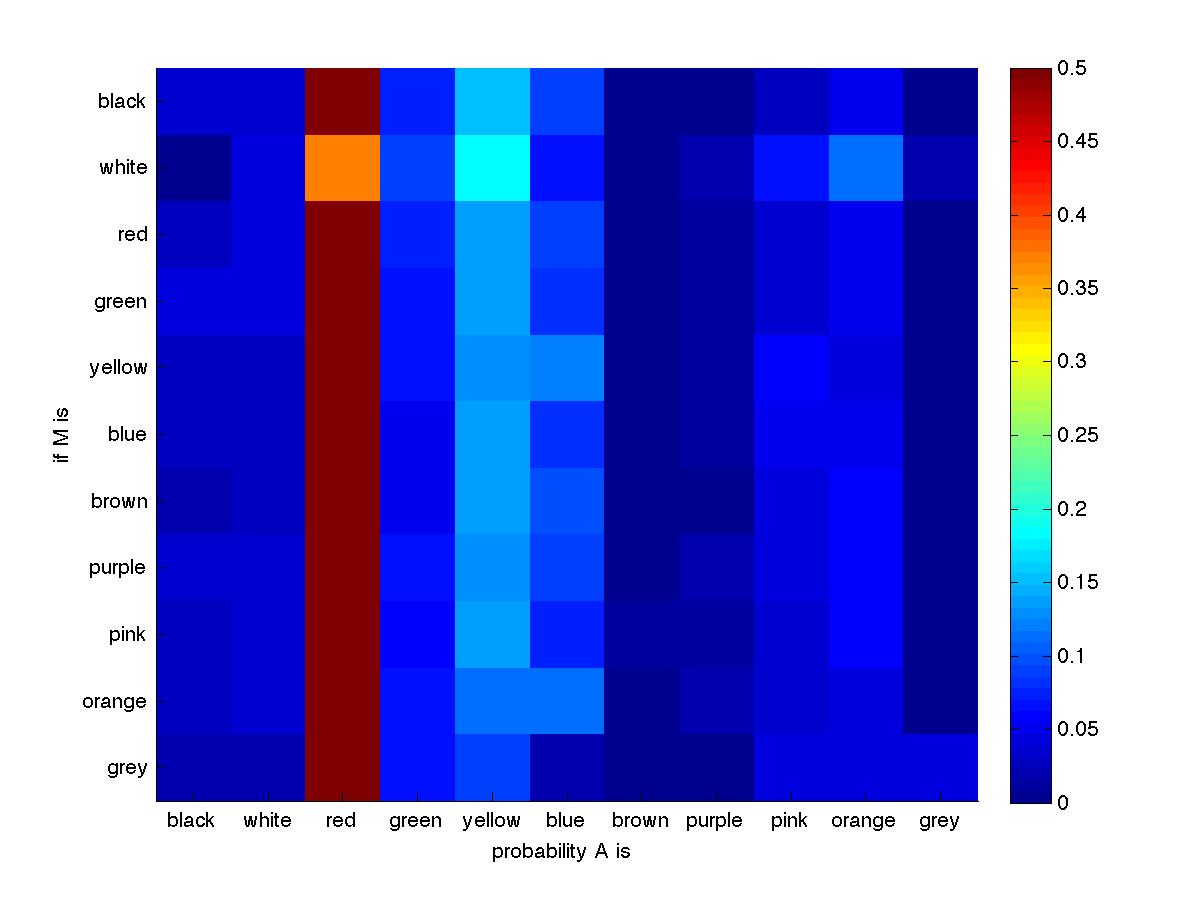 black
white
red
green
yellow
blue
brown
purple
pink
orange
grey
if M is
black white red green yellow blue brown purple pink orange grey
probability A is
0.5
0.45
0.4
0.35
0.3
0.25
0.2
0.15
0.1
0.05
0